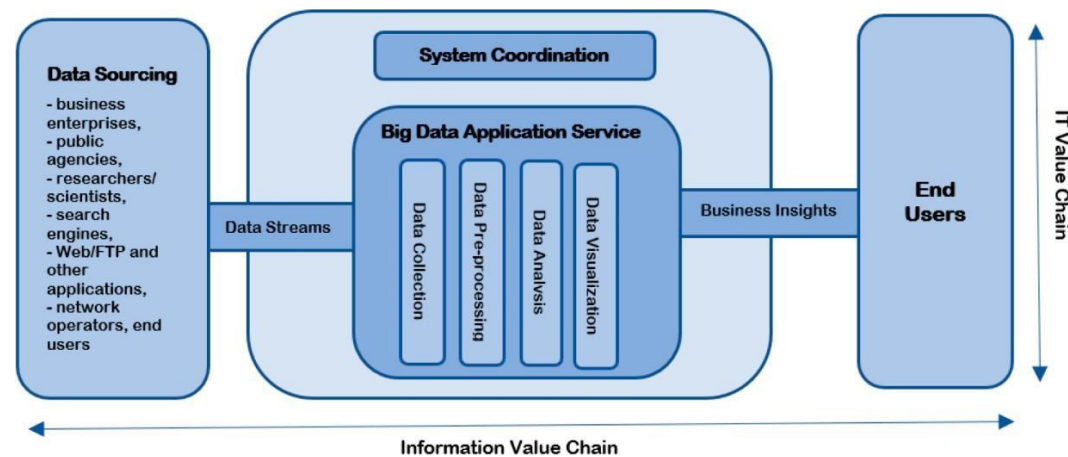 Data Sourcing
- business
enterprises,
- public
agencies,
- researchers/
scientists,
- search
engines,
- Web/FTP and
other
applications,
- network
operators, end
users
Data Streams
System Coordination
Big Data Application Service
Data Collection
Data Pre-processing
Data Analysis
Data Visualization
Business Insights
End
Users
IT Value Chain
Information Value Chain